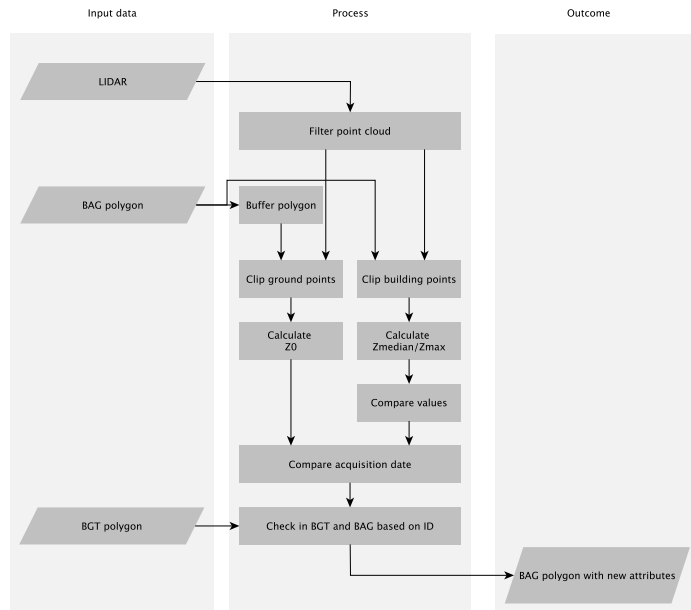 Input data
Process
Outcome
LIDAR
Filter point cloud
BAG polygon
Buffer polygon
Clip ground points
Clip building points
Calculate
Z0
Calculate
Zmedian/Zmax
Compare values
Compare acquisition date
BGT polygon
Check in BGT and BAG based on ID
BAG polygon with new attributes